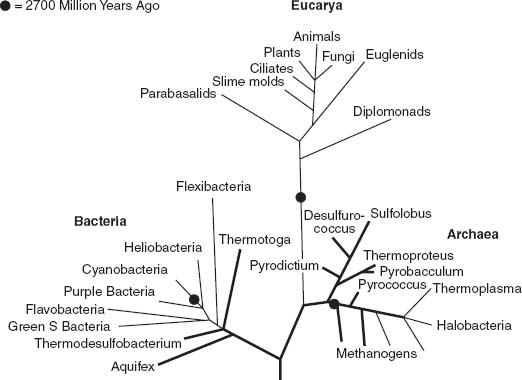 = 2700 Million Years Ago
Eucarya
Animals
Plants
Fungi
Euglenids
Ciliates
Slime molds
Parabasalids
Diplomonads
Flexibacteria
Bacteria
Desulfuro-
coccus
Sulfolobus
Archaea
Heliobacteria
Thermotoga
Cyanobacteria
Pyrodictium
Thermoproteus
Pyrobacculum
Pyrococcus
Thermoplasma
Purple Bacteria
Flavobacteria
Green S Bacteria
Halobacteria
Thermodesulfobacterium
Methanogens
Aquifex